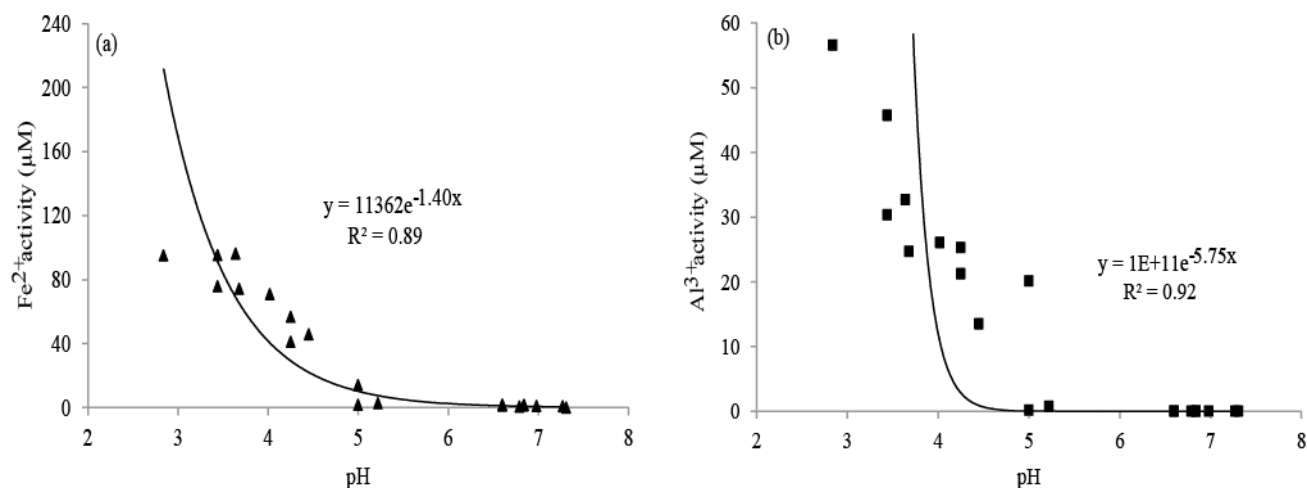 (a)
240
200
160
120
80
40
0
Fe2+activity (µM)
y = 11362e-1.40x
R² = 0.89
2 3 4 5 6 7 8
pH
(b)
60
50
40
30
20
10
0
Al3+activity (µM)
y = 1E+11e-5.75x
R² = 0.92
2 3 4 5 6 7 8
pH